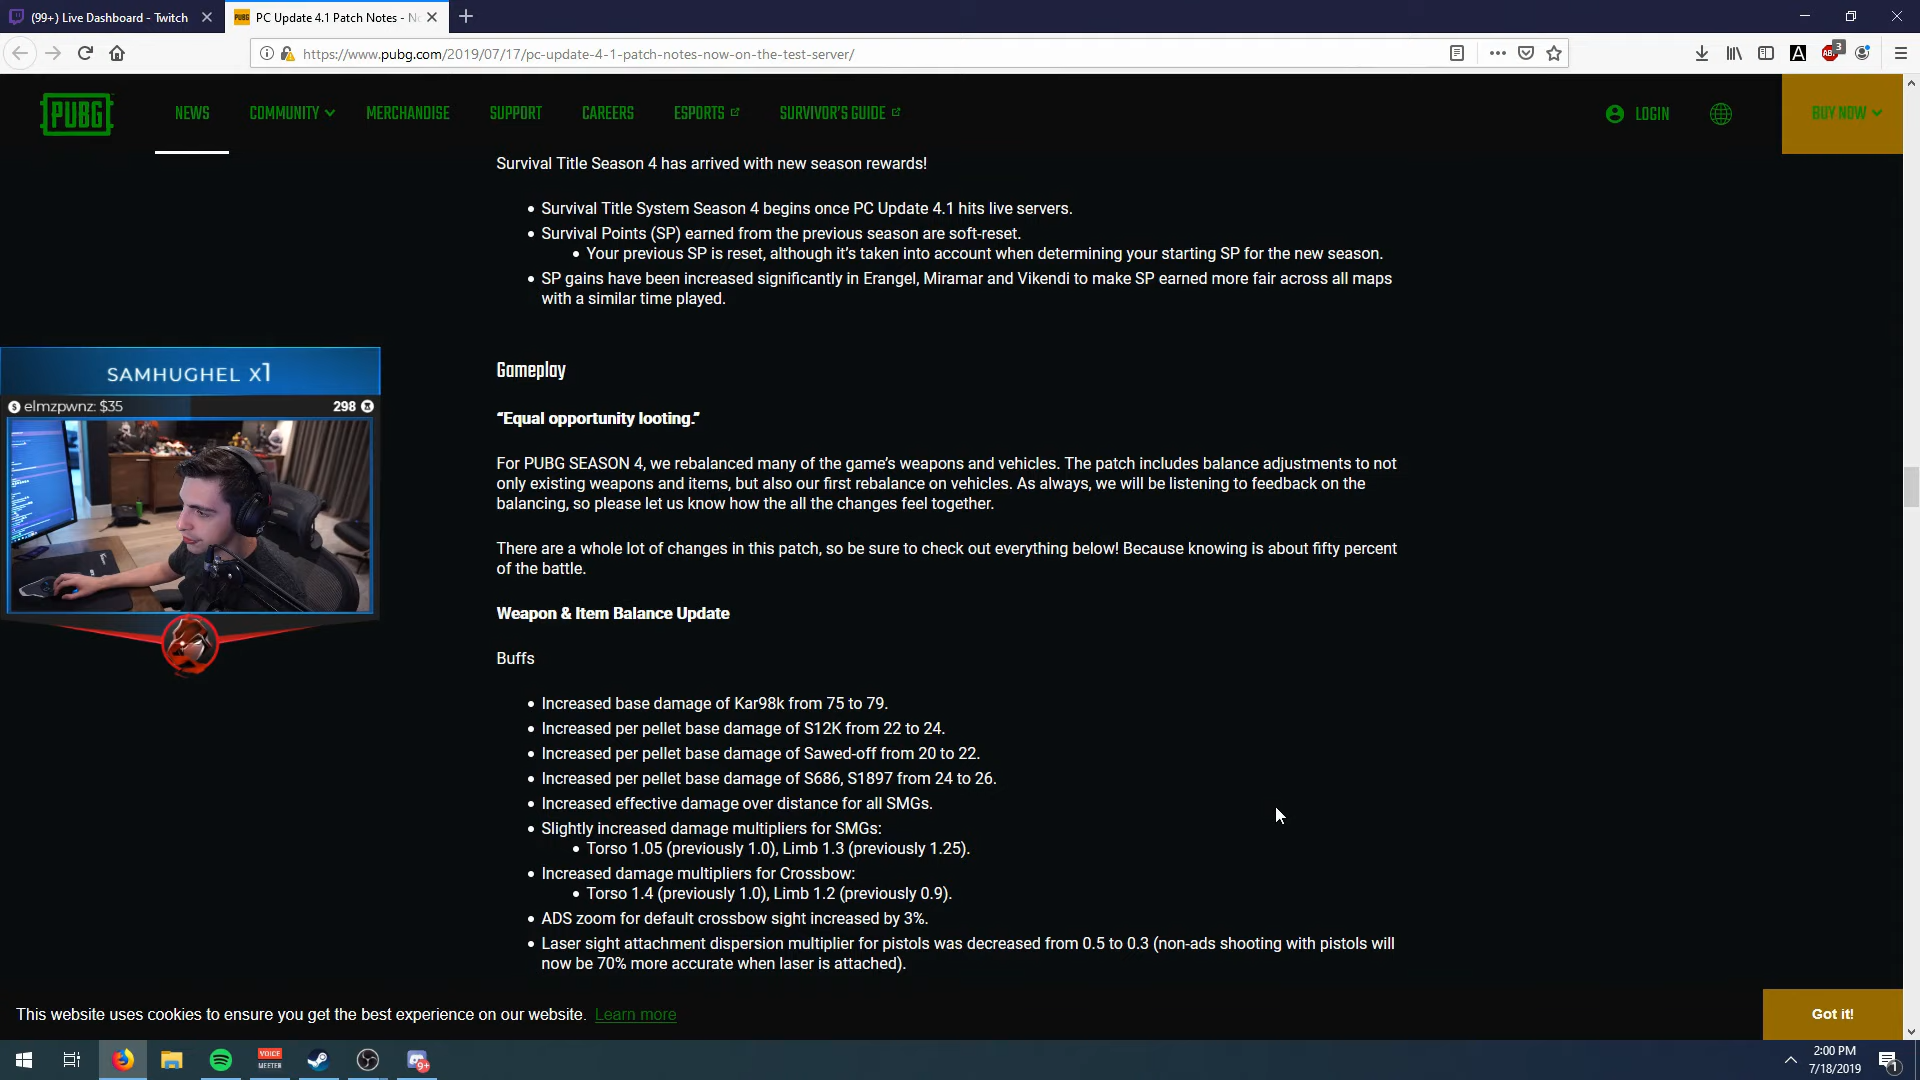 (99+) Live Dashboard - Twitch
PC Update 4.1 Patch Notes - No
https://www.pubg.com/2019/07/17/pc-update-4-1-patch-notes-now-on-the-test-server/
3
PUBG
NEWS
COMMUNITY
MERCHANDISE
SUPPORT
CAREERS
ESPORTS
SURVIVOR'S GUIDE
LOGIN
BUY NOW
Survival Title Season 4 has arrived with new season rewards!
Survival Title System Season 4 begins once PC Update 4.1 hits live servers.
Survival Points (SP) earned from the previous season are soft-reset.
Your previous SP is reset, although it’s taken into account when determining your starting SP for the new season.
SP gains have been increased significantly in Erangel, Miramar and Vikendi to make SP earned more fair across all maps
with a similar time played.
SAMHUGHEL X1
elmzpwnz: $35
298
Gameplay
“Equal opportunity looting.”
For PUBG SEASON 4, we rebalanced many of the game’s weapons and vehicles. The patch includes balance adjustments to not
only existing weapons and items, but also our first rebalance on vehicles. As always, we will be listening to feedback on the
balancing, so please let us know how the all the changes feel together.
There are a whole lot of changes in this patch, so be sure to check out everything below! Because knowing is about fifty percent
of the battle.
Weapon & Item Balance Update
Buffs
Increased base damage of Kar98k from 75 to 79.
Increased per pellet base damage of S12K from 22 to 24.
Increased per pellet base damage of Sawed-off from 20 to 22.
Increased per pellet base damage of S686, S1897 from 24 to 26.
Increased effective damage over distance for all SMGs.
Slightly increased damage multipliers for SMGs:
Torso 1.05 (previously 1.0), Limb 1.3 (previously 1.25).
Increased damage multipliers for Crossbow:
Torso 1.4 (previously 1.0), Limb 1.2 (previously 0.9).
ADS zoom for default crossbow sight increased by 3%.
Laser sight attachment dispersion multiplier for pistols was decreased from 0.5 to 0.3 (non-ads shooting with pistols will
now be 70% more accurate when laser is attached).
This website uses cookies to ensure you get the best experience on our website. Learn more
Got it!
VOICE
MEETER
9+
2:00 PM
7/18/2019
1